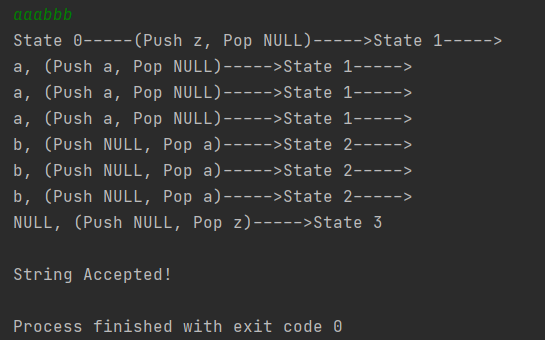 aaabbb
State 0-----(Push z, Pop NULL)----->State 1----->
a, (Push a, Pop NULL)----->State 1----->
a, (Push a, Pop NULL)----->State 1----->
a, (Push a, Pop NULL)----->State 1----->
b, (Push NULL, Pop a)----->State 2----->
b, (Push NULL, Pop a)----->State 2----->
b, (Push NULL, Pop a)----->State 2----->
NULL, (Push NULL, Pop z)----->State 3
String Accepted!
Process finished with exit code 0